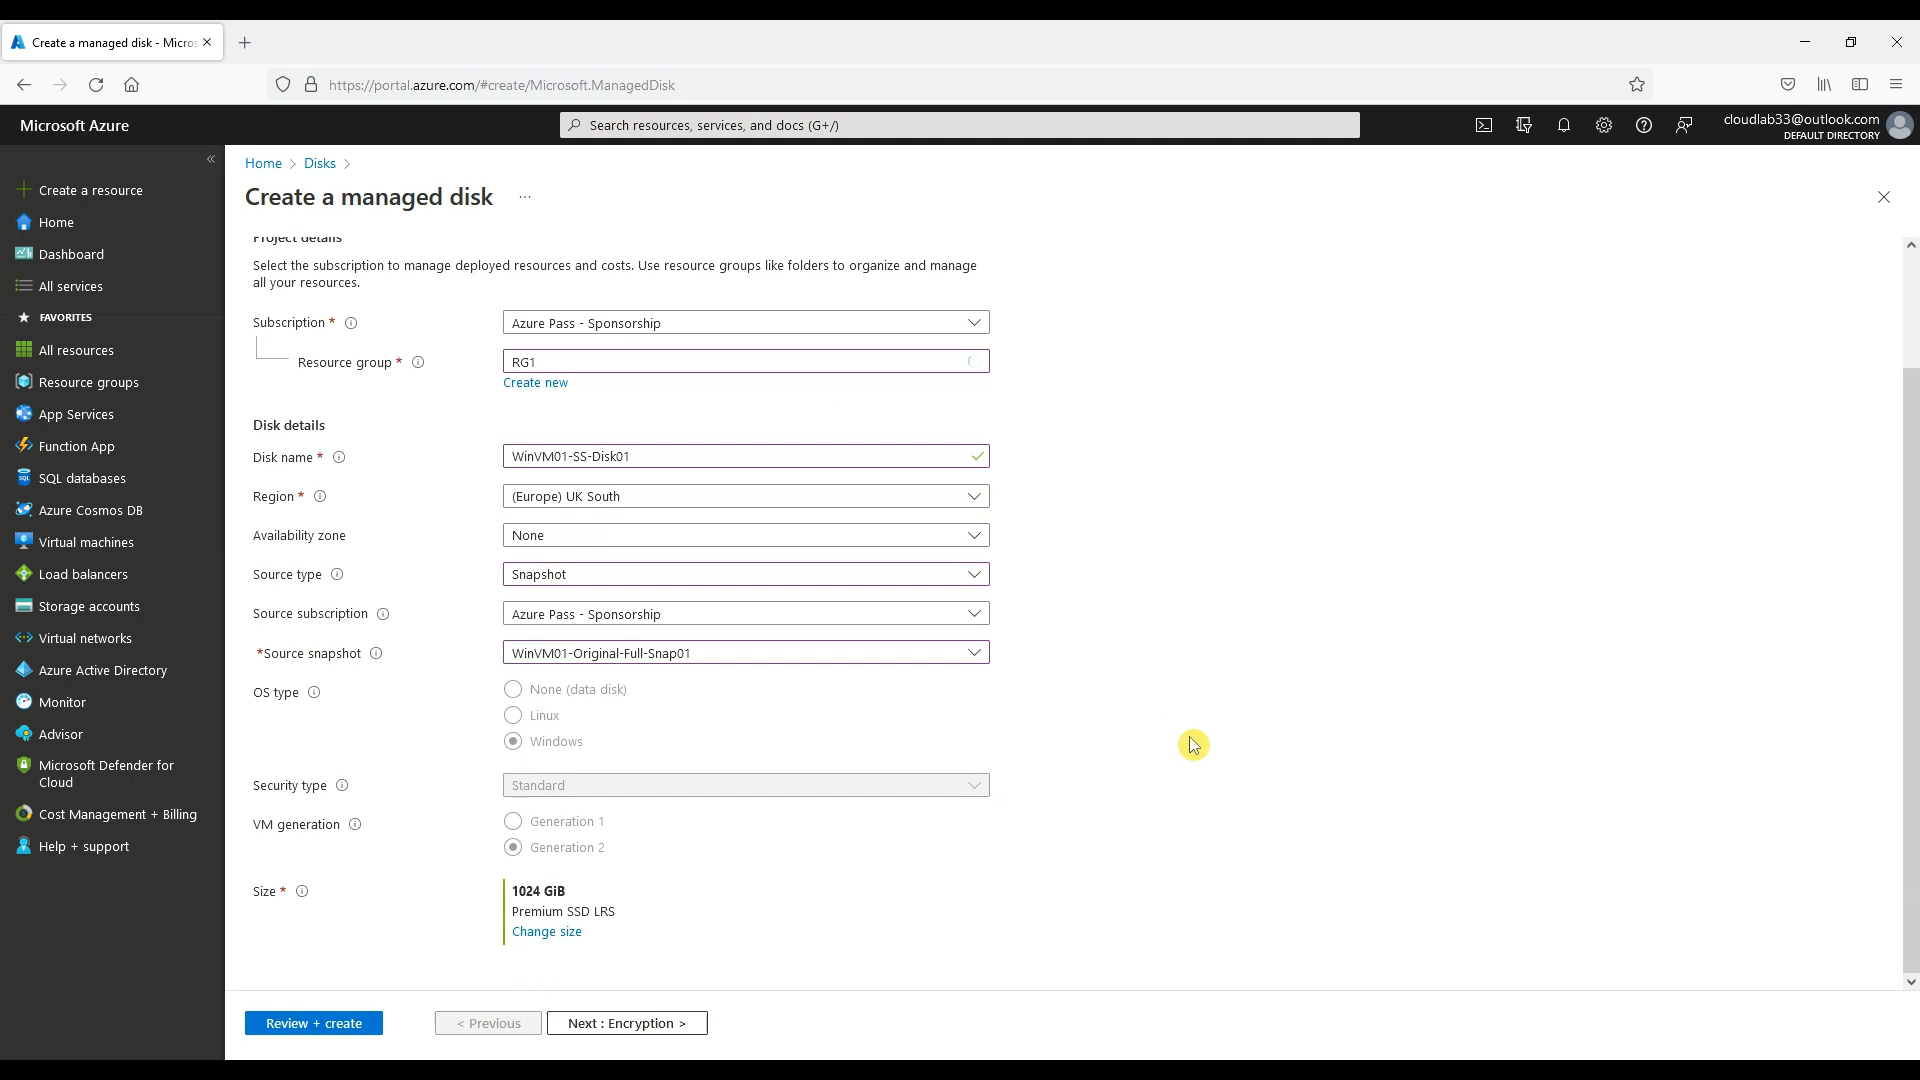 Create a managed disk - Micros
https://portal.azure.com/#create/Microsoft.ManagedDisk
Microsoft Azure
Search resources, services, and docs (G+/)
cloudlab33@outlook.com
DEFAULT DIRECTORY
Create a resource
Home
Dashboard
All services
FAVORITES
All resources
Resource groups
App Services
Function App
SQL databases
Azure Cosmos DB
Virtual machines
Load balancers
Storage accounts
Virtual networks
Azure Active Directory
Monitor
Advisor
Microsoft Defender for
Cloud
Cost Management + Billing
Help + support
Home > Disks >
Create a managed disk ...
Project details
Select the subscription to manage deployed resources and costs. Use resource groups like folders to organize and manage
all your resources.
Subscription * Azure Pass - Sponsorship
Resource group * RG1
Create new
Disk details
Disk name * WinVM01-SS-Disk01
Region * (Europe) UK South
Availability zone None
Source type Snapshot
Source subscription Azure Pass - Sponsorship
*Source snapshot WinVM01-Original-Full-Snap01
OS type None (data disk)
Linux
Windows
Security type Standard
VM generation Generation 1
Generation 2
Size * 1024 GiB
Premium SSD LRS
Change size
Review + create < Previous Next : Encryption >